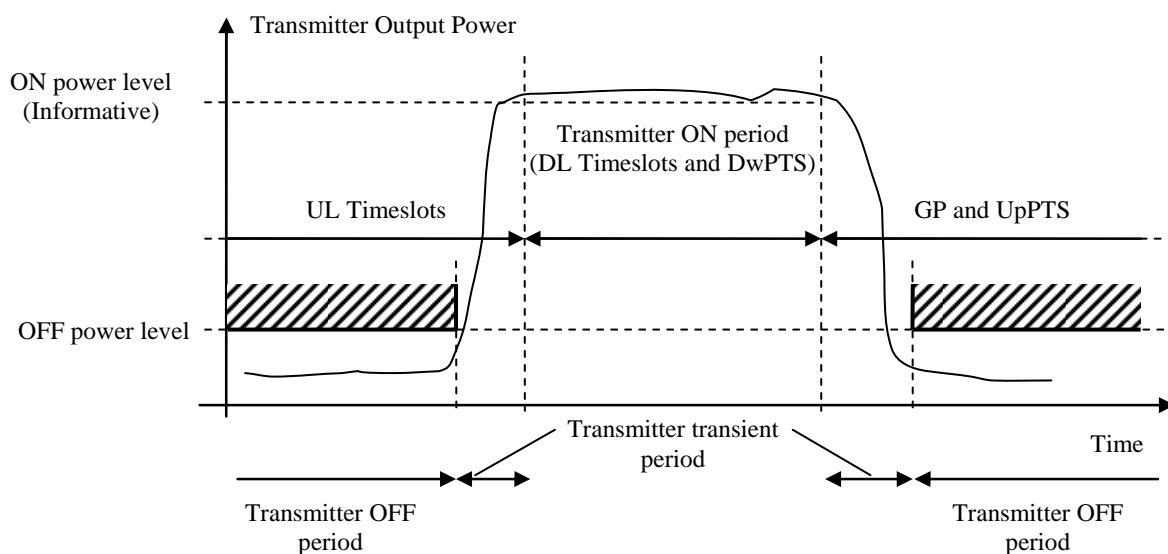 Transmitter Output Power
ON power level
(Informative)
Transmitter ON period
(DL Timeslots and DwPTS)
UL Timeslots
GP and UpPTS
OFF power level
Transmitter transient
period
Time
Transmitter OFF
period
Transmitter OFF
period